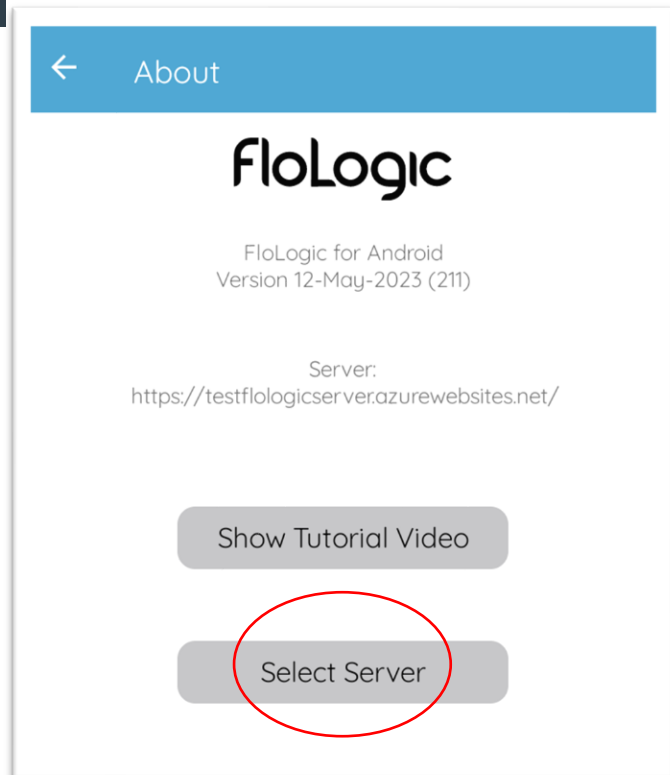 About
FloLogic
FloLogic for Android
Version 12-May-2023 (211)
Server:
https://testflologicserver.azurewebsites.net/
Show Tutorial Video
Select Server